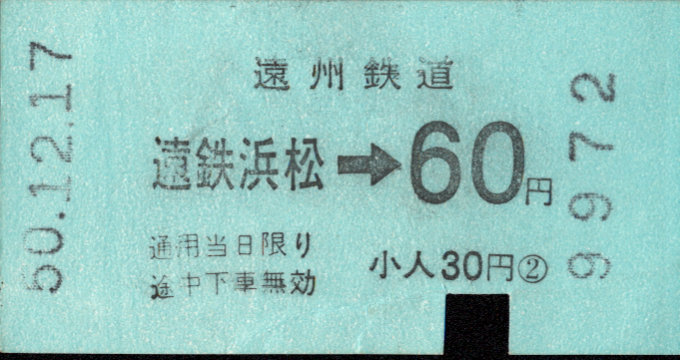 遠州鉄道
遠鉄浜松➡60円
通用当日限り
途中下車無効
小人30円②
50.12.17
9972